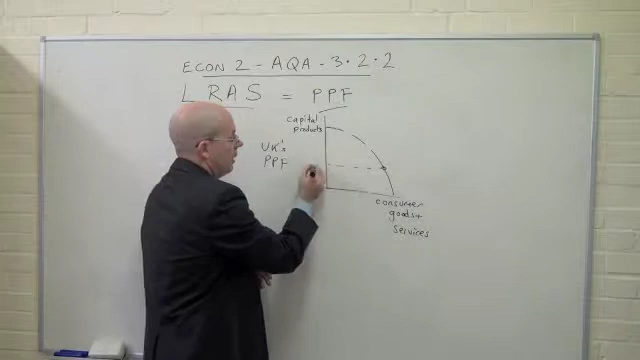 ECON 2 - AQA - 3.2.2
LRAS = PPF
capital
products
UK's
PPF
consumer
goods +
services